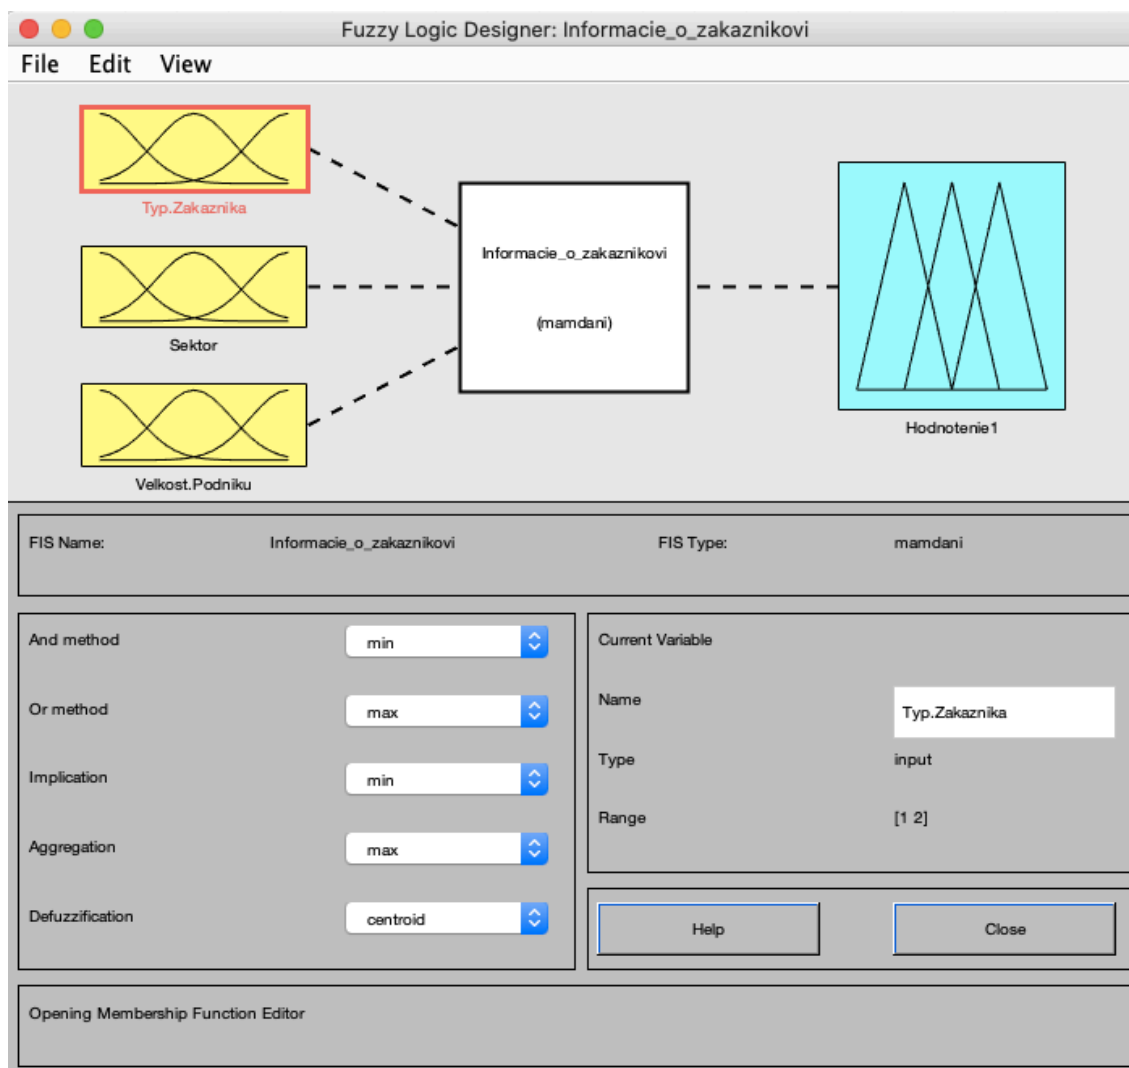 Fuzzy Logic Designer: Informacie_o_zakaznikovi
File Edit View
Typ.Zakaznika
Informacie_o_zakaznikovi
(mamdani)
Sektor
Hodnotenie1
Velkost.Podniku
FIS Name: Informacie_o_zakaznikovi FIS Type: mamdani
And method min
Or method max
Implication min
Aggregation max
Defuzzification centroid
Current Variable
Name Typ.Zakaznika
Type input
Range [1 2]
Help Close
Opening Membership Function Editor